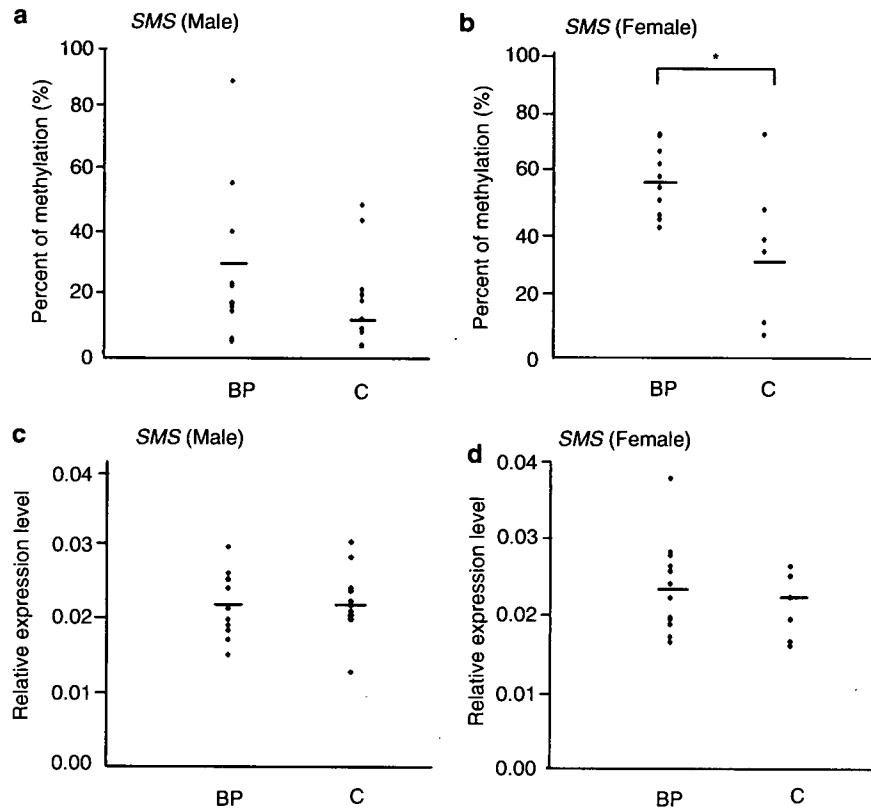 a
SMS (Male)
Percent of methylation (%)
100
80
60
40
20
0
BP C
b
SMS (Female)
*
Percent of methylation (%)
100
80
60
40
20
0
BP C
c
SMS (Male)
Relative expression level
0.04
0.03
0.02
0.01
0.00
BP C
d
SMS (Female)
Relative expression level
0.04
0.03
0.02
0.01
0.00
BP C